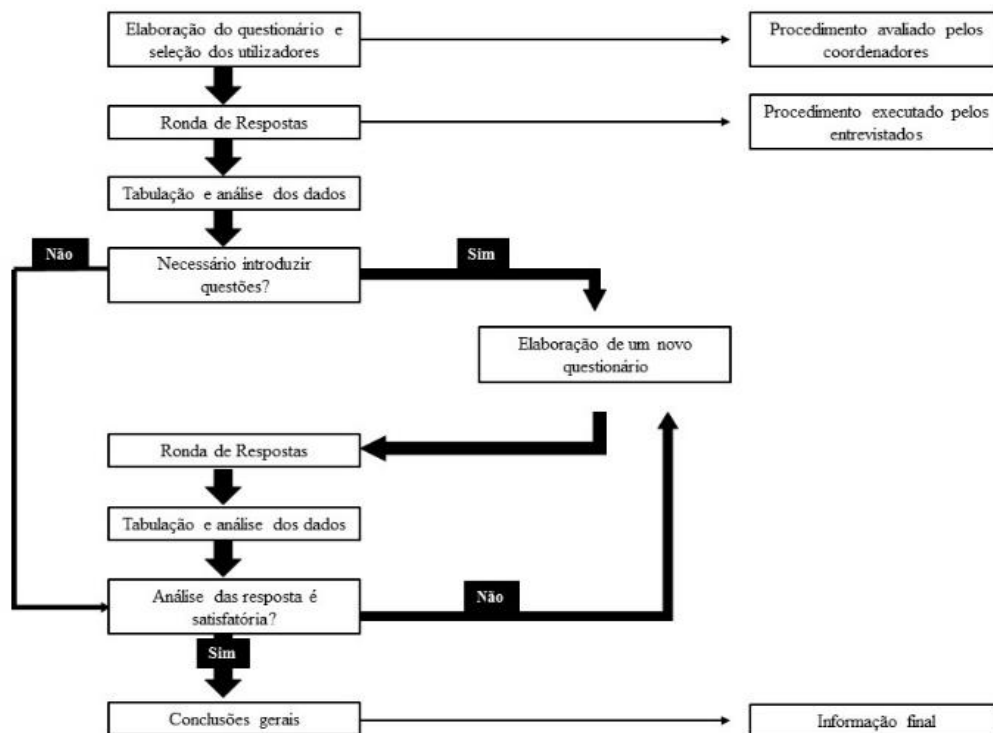 Elaboração do questionário e
seleção dos utilizadores
Procedimento avaliado pelos
coordenadores
Ronda de Respostas
Procedimento executado pelos
entrevistados
Tabulação e análise dos dados
Não
Necessário introduzir
questões?
Sim
Elaboração de um novo
questionário
Ronda de Respostas
Tabulação e análise dos dados
Análise das resposta é
satisfatória?
Não
Sim
Conclusões gerais
Informação final